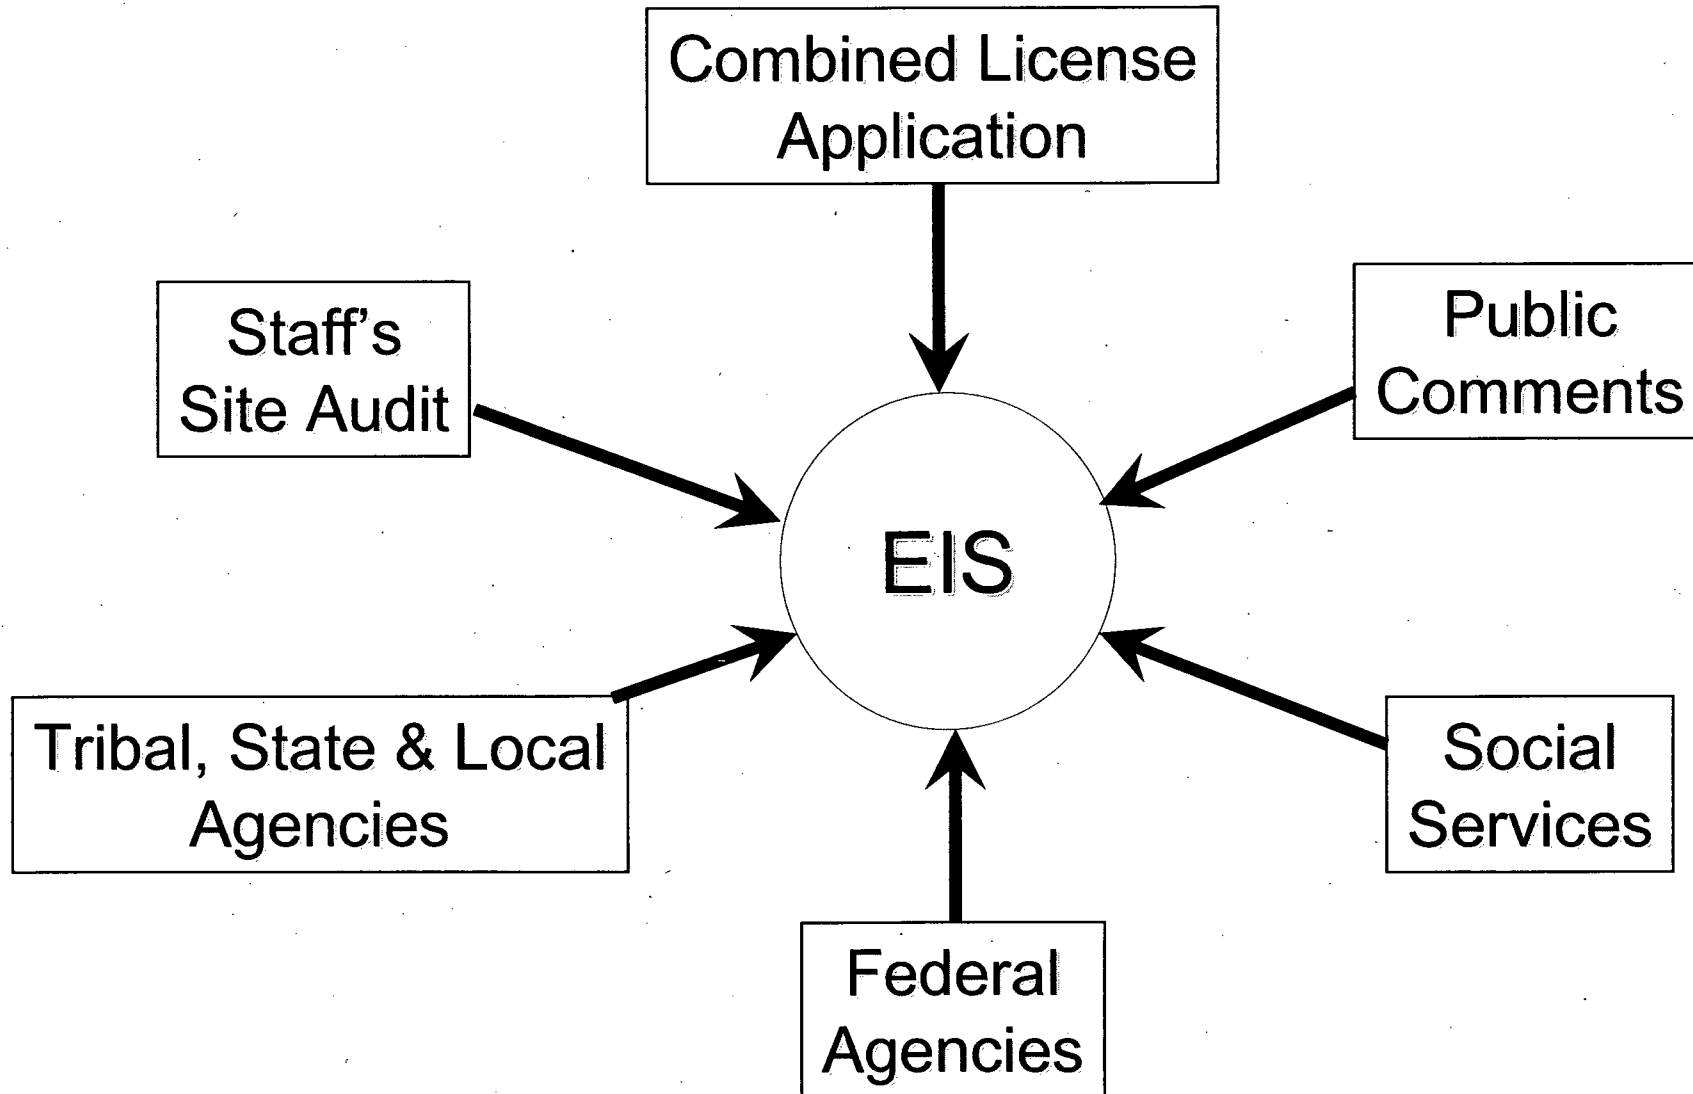 Combined License
Application
Staff's
Site Audit
Public
Comments
EIS
Tribal, State & Local
Agencies
Social
Services
Federal
Agencies